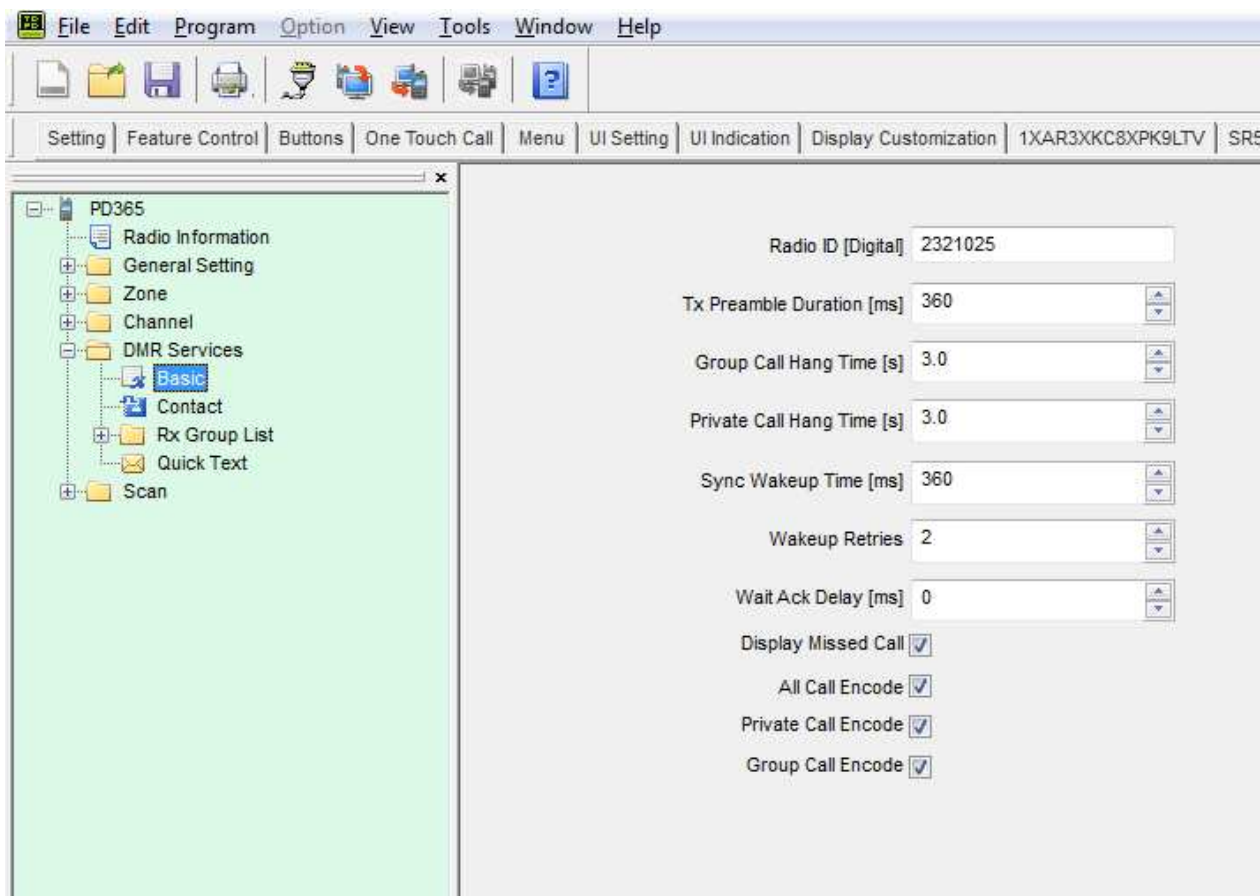 File Edit Program Option View Tools Window Help
Setting Feature Control Buttons One Touch Call Menu UI Setting UI Indication Display Customization 1XAR3XKC8XPK9LTV SR5
PD365
Radio Information
General Setting
Zone
Channel
DMR Services
Basic
Contact
Rx Group List
Quick Text
Scan
Radio ID [Digital] 2321025
Tx Preamble Duration [ms] 360
Group Call Hang Time [s] 3.0
Private Call Hang Time [s] 3.0
Sync Wakeup Time [ms] 360
Wakeup Retries 2
Wait Ack Delay [ms] 0
Display Missed Call
All Call Encode
Private Call Encode
Group Call Encode